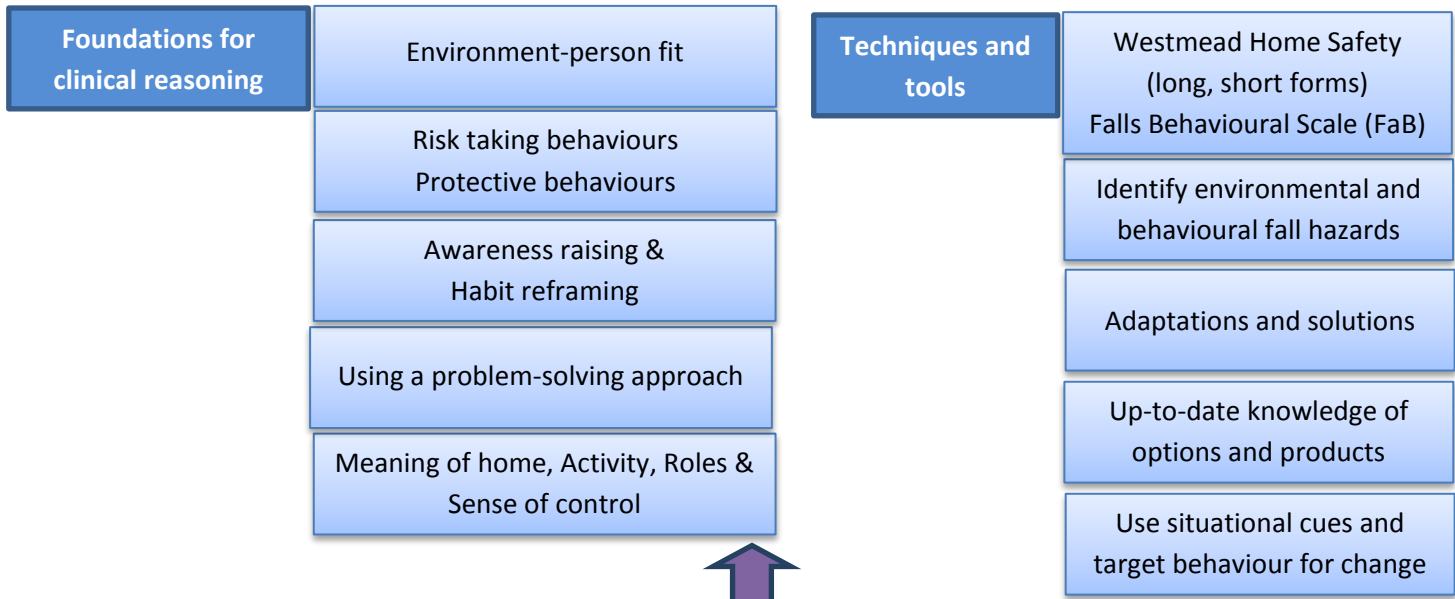 Foundations for
clinical reasoning
Environment-person fit
Risk taking behaviours
Protective behaviours
Awareness raising &
Habit reframing
Using a problem-solving approach
Meaning of home, Activity, Roles &
Sense of control
Techniques and
tools
Westmead Home Safety
(long, short forms)
Falls Behavioural Scale (FaB)
Identify environmental and
behavioural fall hazards
Adaptations and solutions
Up-to-date knowledge of
options and products
Use situational cues and
target behaviour for change